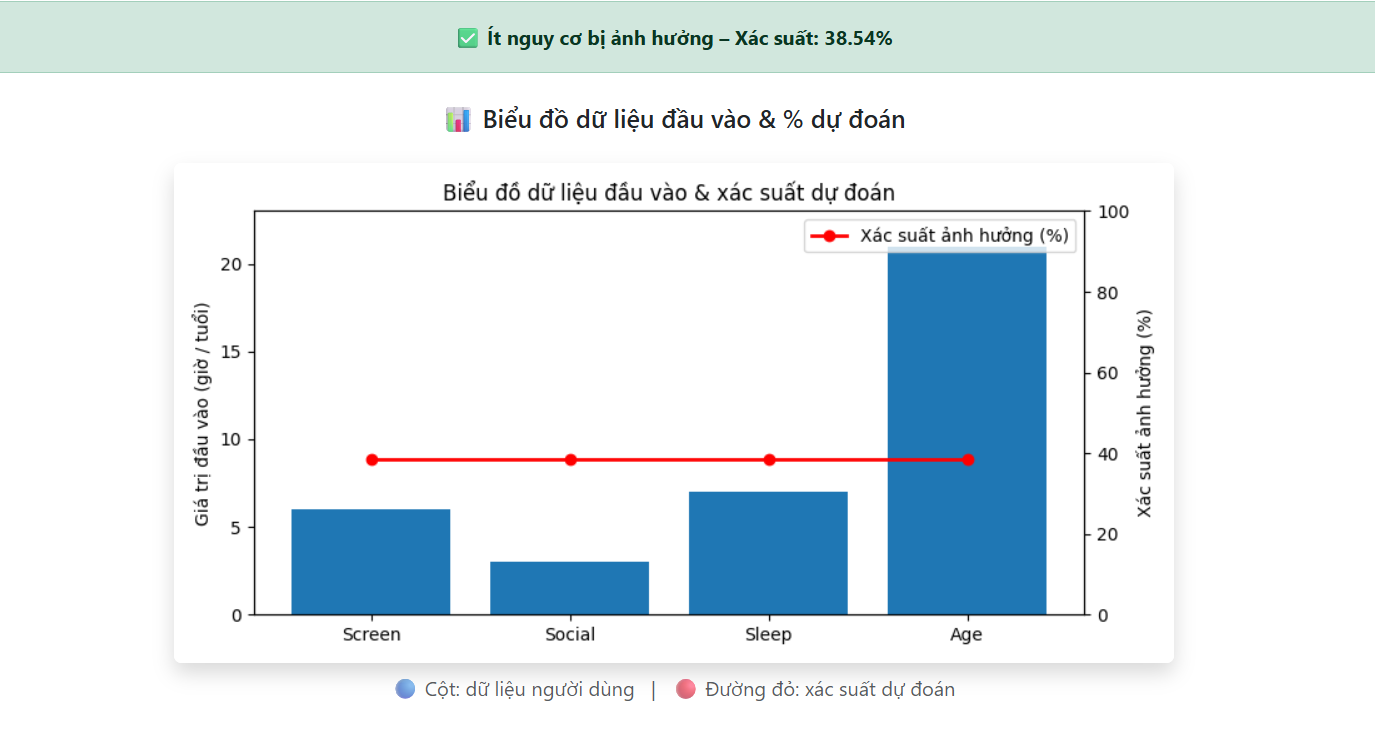 ✅ Ít nguy cơ bị ảnh hưởng – Xác suất: 38.54%
📊 Biểu đồ dữ liệu đầu vào & % dự đoán
Biểu đồ dữ liệu đầu vào & xác suất dự đoán
Xác suất ảnh hưởng (%)
Giá trị đầu vào (giờ / tuổi)
20
15
10
5
0
100
80
60
40
20
0
Xác suất ảnh hưởng (%)
Screen Social Sleep Age
🔵 Cột: dữ liệu người dùng | 🔴 Đường đỏ: xác suất dự đoán